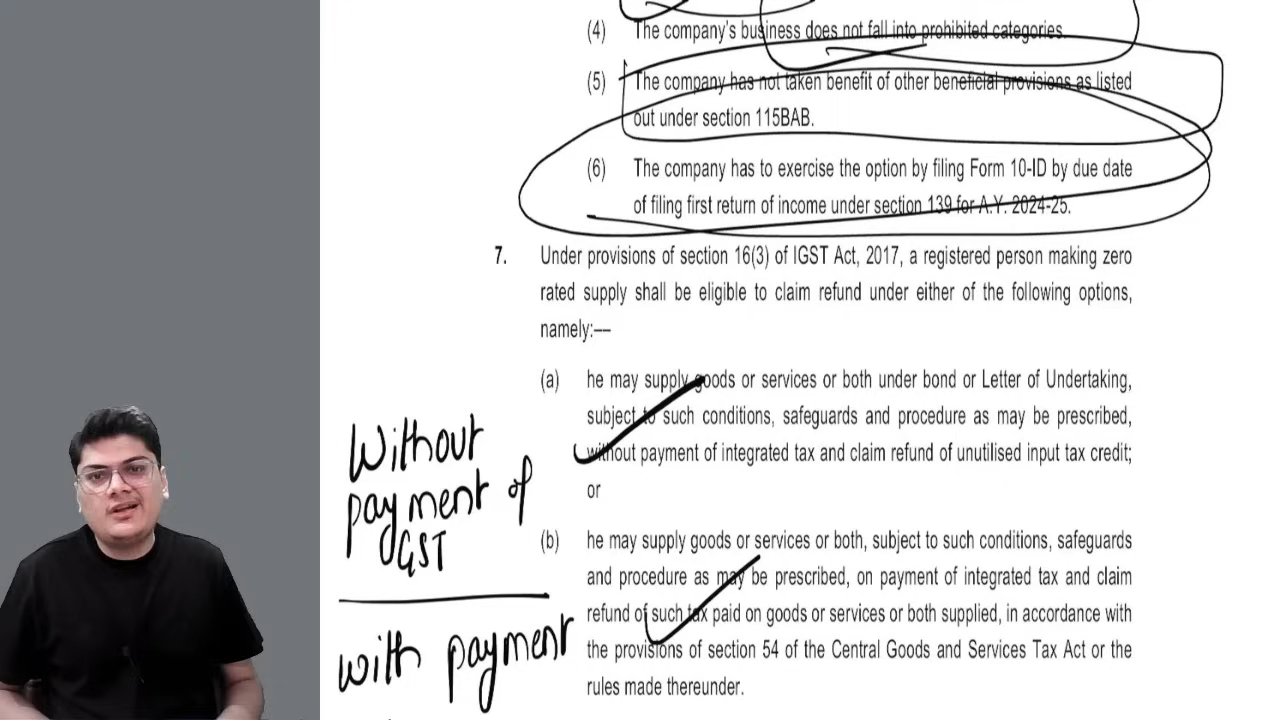 (4) The company's business does not fall into prohibited categories.
(5) The company has not taken benefit of other beneficial provisions as listed
out under section 115BAB.
(6) The company has to exercise the option by filing Form 10-ID by due date
of filing first return of income under section 139 for A.Y. 2024-25.
7. Under provisions of section 16(3) of IGST Act, 2017, a registered person making zero
rated supply shall be eligible to claim refund under either of the following options,
namely:––
(a) he may supply goods or services or both under bond or Letter of Undertaking,
subject to such conditions, safeguards and procedure as may be prescribed,
without payment of integrated tax and claim refund of unutilised input tax credit;
or
(b) he may supply goods or services or both, subject to such conditions, safeguards
and procedure as may be prescribed, on payment of integrated tax and claim
refund of such tax paid on goods or services or both supplied, in accordance with
the provisions of section 54 of the Central Goods and Services Tax Act or the
rules made thereunder.
Without
payment of
GST
with payment